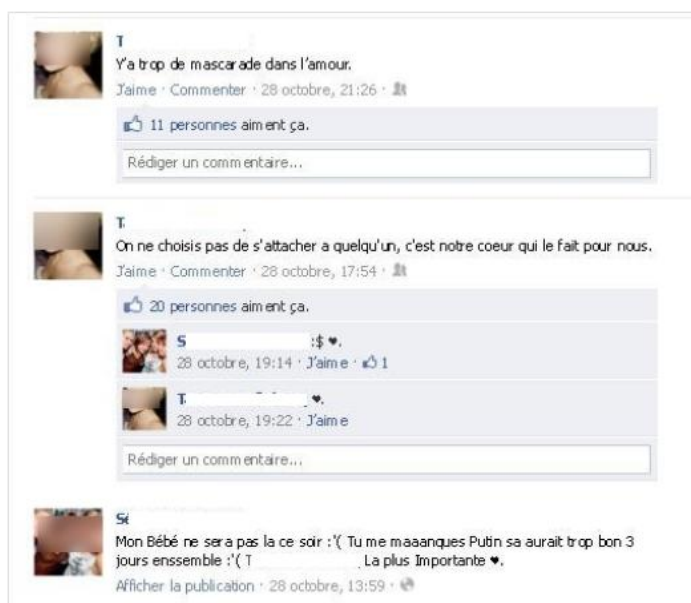 T
Y'a trop de mascarade dans l'amour.
J'aime · Commenter · 28 octobre, 21:26 ·
11 personnes aiment ça.
Rédiger un commentaire...
T.
On ne choisis pas de s'attacher a quelqu'un, c'est notre coeur qui le fait pour nous.
J'aime · Commenter · 28 octobre, 17:54 ·
20 personnes aiment ça.
S :$ ♥.
28 octobre, 19:14 · J'aime · 1
T. ♥.
28 octobre, 19:22 · J'aime
Rédiger un commentaire...
Sé
Mon Bébé ne sera pas la ce soir :'( Tu me maaanques Putin sa aurait trop bon 3
jours enssemble :'( T La plus Importante ♥.
Afficher la publication · 28 octobre, 13:59 ·